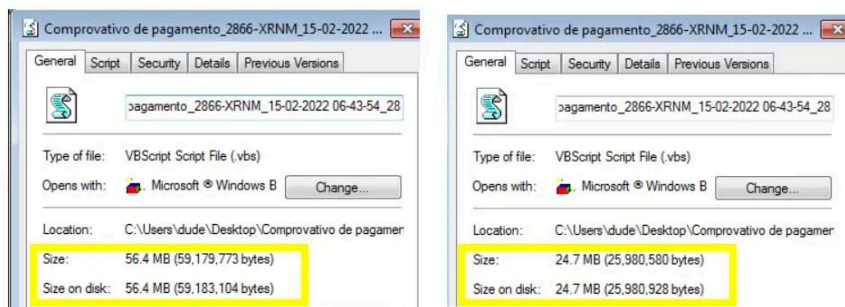 Comprovativo de pagamento_2866-XRNM_15-02-2022 ...
General Script Security Details Previous Versions
pagamento_2866-XRNM_15-02-2022 06-43-54_28
Type of file: VBScript Script File (.vbs)
Opens with: Microsoft ® Windows B Change...
Location: C:\Users\dude\Desktop\Comprovativo de pagamer
Size: 56.4 MB (59,179,773 bytes)
Size on disk: 56.4 MB (59,183,104 bytes)
Comprovativo de pagamento_2866-XRNM_15-02-2022 ...
General Script Security Details Previous Versions
pagamento_2866-XRNM_15-02-2022 06-43-54_28
Type of file: VBScript Script File (.vbs)
Opens with: Microsoft ® Windows B Change...
Location: C:\Users\dude\Desktop\Comprovativo de pagamer
Size: 24.7 MB (25,980,580 bytes)
Size on disk: 24.7 MB (25,980,928 bytes)